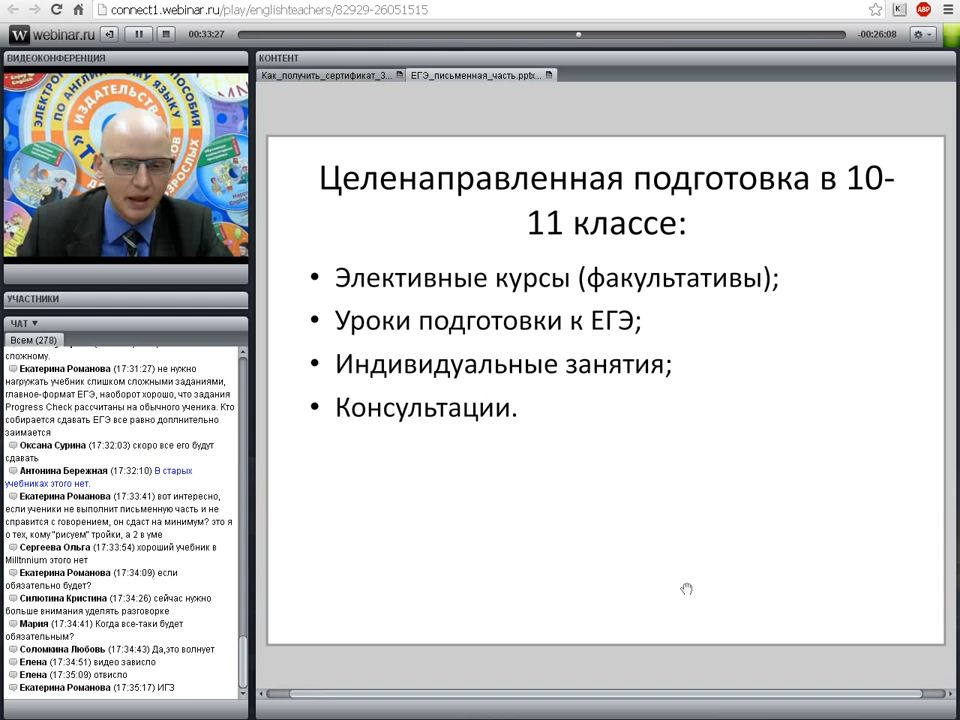 connect1.webinar.ru/play/englishteachers/82929-26051515
webinar.ru
00:33:27
-00:26:08
ВИДЕОКОНФЕРЕНЦИЯ
ЭЛЕКТРОН
ПО АНГЛИЙСКОМУ ЯЗЫКУ
ПОСОБИЯ
ИЗДАТЕЛЬСТВО
УЧАСТНИКИ
ЧАТ ▼
Всем (278)
сложному.
Екатерина Романова (17:31:27) не нужно
нагружать учебник слишком сложными заданиями,
главное-формат ЕГЭ, наоборот хорошо, что задания
Progress Check рассчитаны на обычного ученика. Кто
собирается сдавать ЕГЭ все равно доплнительно
заимается
Оксана Сурина (17:32:03) скоро все его будут
сдавать
Антонина Бережная (17:32:10) В старых
учебниках этого нет.
Екатерина Романова (17:33:41) вот интересно,
если ученики не выполнит письменную часть и не
справится с говорением, он сдаст на минимум? это я
о тех, кому "рисуем" тройки, а 2 в уме
Сергеева Ольга (17:33:54) хороший учебник в
Milltnnium этого нет
Екатерина Романова (17:34:09) если
обязательно будет?
Силютина Кристина (17:34:26) сейчас нужно
больше внимания уделять разговорке
Мария (17:34:41) Когда все-таки будет
обязательным?
Соломкина Любовь (17:34:43) Да,это волнует
Елена (17:34:51) видео зависло
Елена (17:35:09) отвисло
Екатерина Романова (17:35:17) ИГЗ
КОНТЕНТ
Как_получить_сертификат_3...
ЕГЭ_письменная_часть.pptx...
Целенаправленная подготовка в 10-
11 классе:
• Элективные курсы (факультативы);
• Уроки подготовки к ЕГЭ;
• Индивидуальные занятия;
• Консультации.